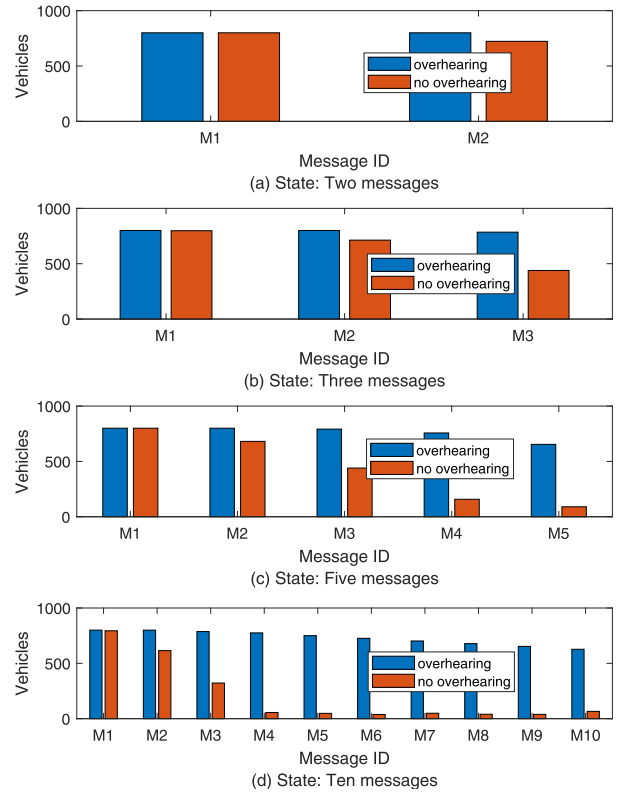 1000
500
0
Vehicles
overhearing
no overhearing
M1 M2
Message ID
(a) State: Two messages
1000
500
0
Vehicles
overhearing
no overhearing
M1 M2 M3
Message ID
(b) State: Three messages
1000
500
0
Vehicles
overhearing
no overhearing
M1 M2 M3 M4 M5
Message ID
(c) State: Five messages
1000
500
0
Vehicles
overhearing
no overhearing
M1 M2 M3 M4 M5 M6 M7 M8 M9 M10
Message ID
(d) State: Ten messages